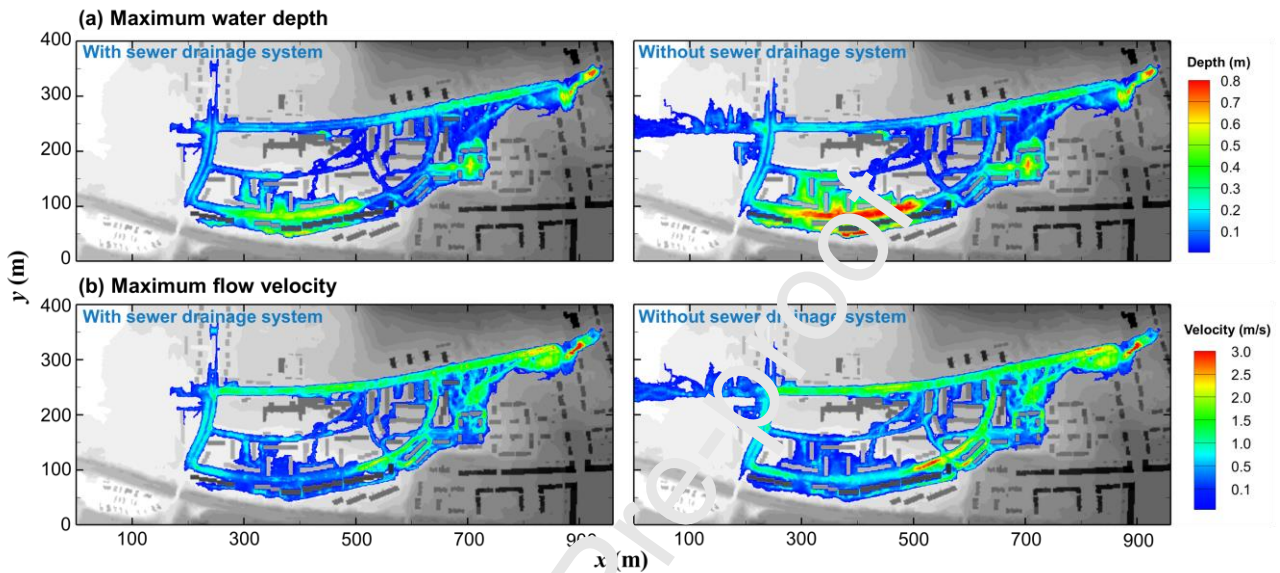 (a) Maximum water depth
With sewer drainage system
Without sewer drainage system
400
300
200
100
0
Depth (m)
0.8
0.7
0.6
0.5
0.4
0.3
0.2
0.1
y (m)
(b) Maximum flow velocity
With sewer drainage system
Without sewer drainage system
400
300
200
100
0
Velocity (m/s)
3.0
2.5
2.0
1.5
1.0
0.5
0.1
100 300 500 700 900 100 300 500 700 900
x (m)
Pre-proof